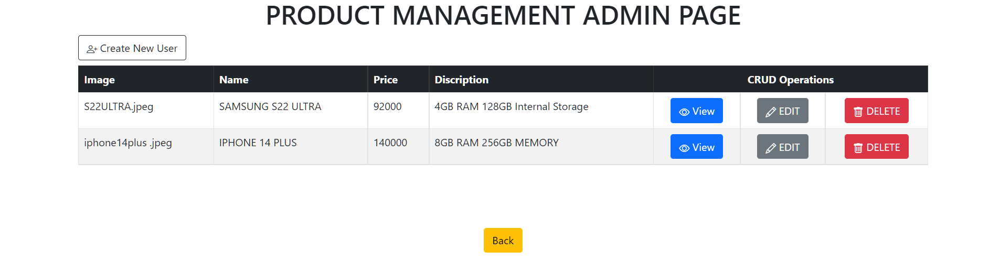 PRODUCT MANAGEMENT ADMIN PAGE
Create New User
Image Name Price Discription CRUD Operations
S22ULTRA.jpeg SAMSUNG S22 ULTRA 92000 4GB RAM 128GB Internal Storage View EDIT DELETE
iphone14plus .jpeg IPHONE 14 PLUS 140000 8GB RAM 256GB MEMORY View EDIT DELETE
Back